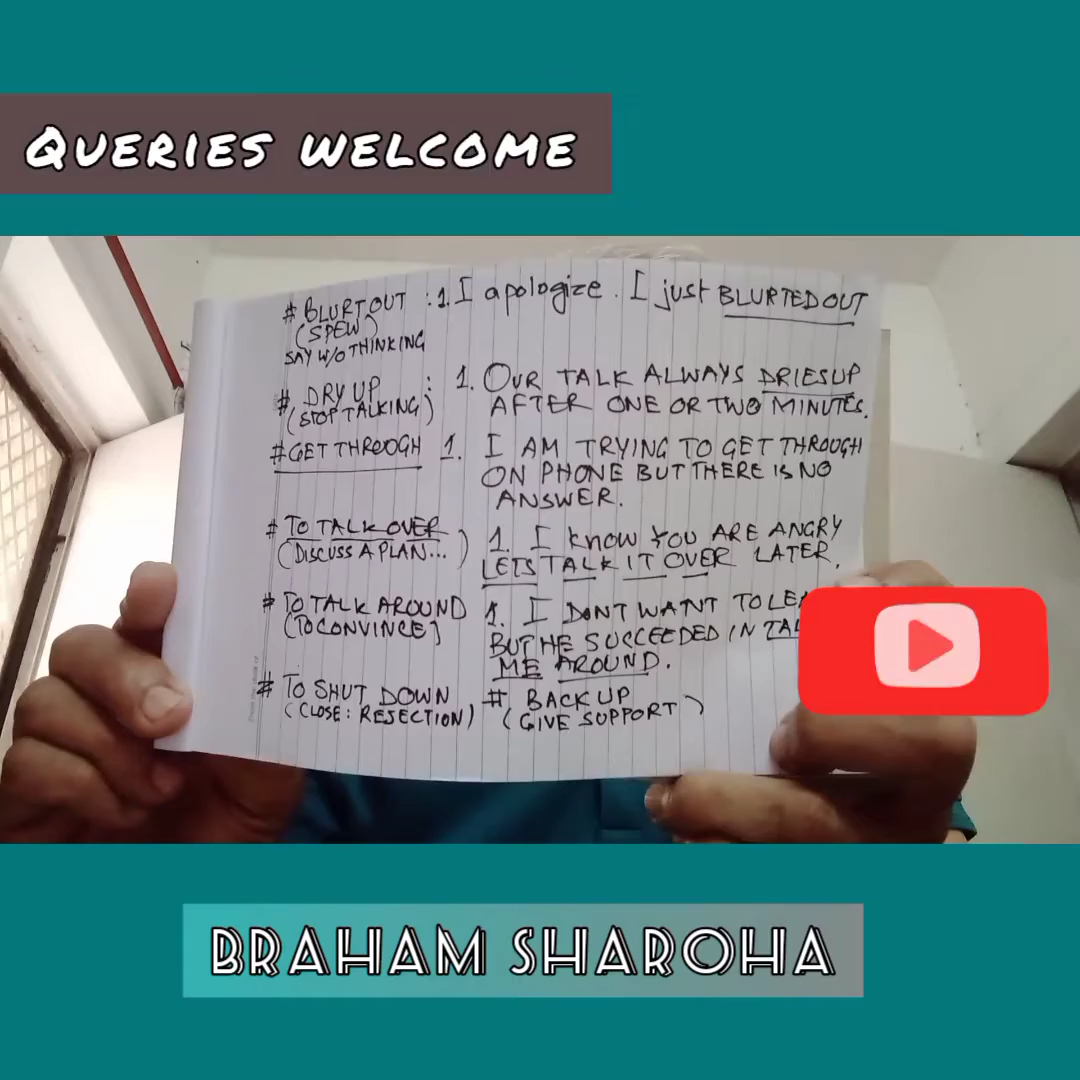 QUERIES WELCOME
# BLURT OUT : 1. I apologize. I just BLURTED OUT
(SPEW)
SAY W/O THINKING
# DRY UP : 1. OUR TALK ALWAYS DRIES UP
(STOP TALKING) AFTER ONE OR TWO MINUTES.
# GET THROUGH 1. I AM TRYING TO GET THROUGH
ON PHONE BUT THERE IS NO
ANSWER.
# TO TALK OVER 1. I KNOW YOU ARE ANGRY
(DISCUSS A PLAN...) LETS TALK IT OVER LATER.
# TO TALK AROUND 1. I DONT WANT TO
(TO CONVINCE] BUT HE SUCCEEDED IN
ME AROUND.
# TO SHUT DOWN # BACK UP
(CLOSE: REJECTION) (GIVE SUPPORT)
BRAHAM SHAROHA